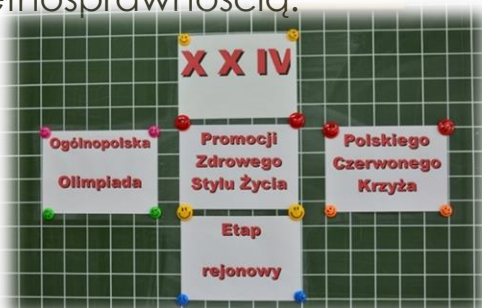 X X IV
Ogólnopolska
Olimpiada
Promocji
Zdrowego
Stylu Życia
Polskiego
Czerwonego
Krzyża
Etap
rejonowy